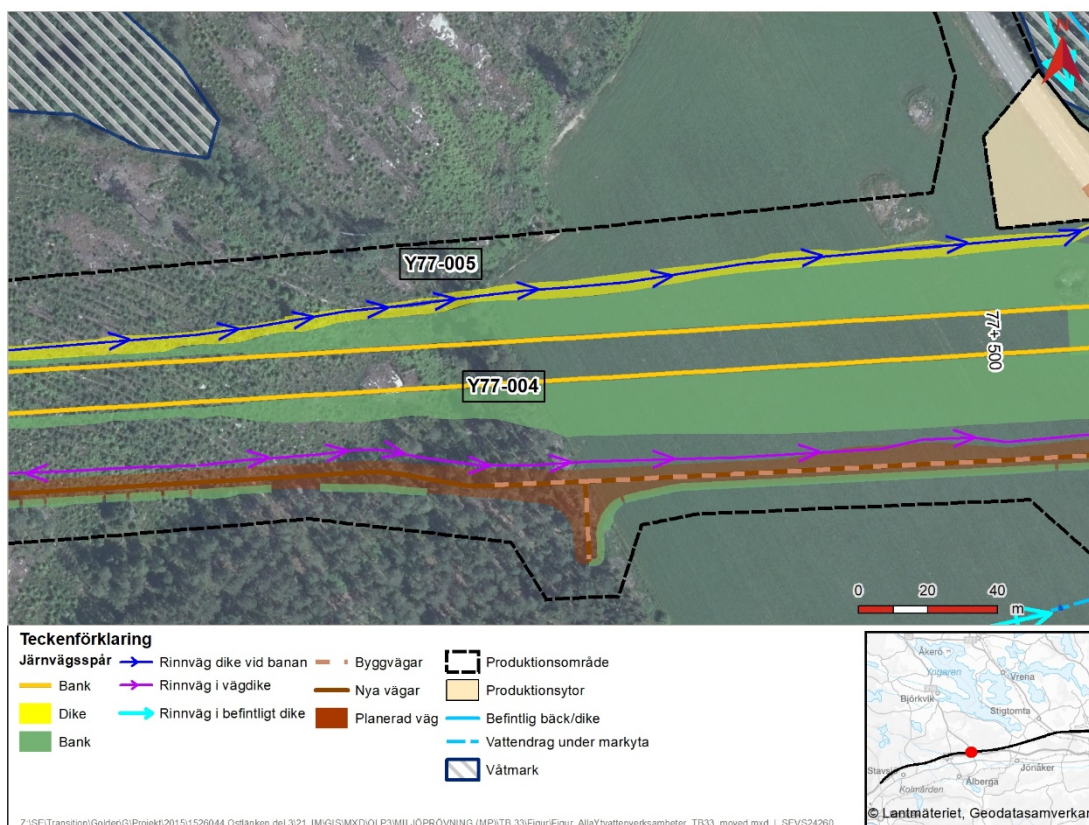 N
Y77-005
77+500
Y77-004
0 20 40
m
Teckenförklaring
Järnvägsspår
Bank
Dike
Bank
Rinnväg dike vid banan
Rinnväg i vägdike
Rinnväg i befintligt dike
Byggvägar
Nya vägar
Planerad väg
Produktionsområde
Produktionsytor
Befintlig bäck/dike
Vattendrag under markyta
Våtmark
Åkerö
Yngaren
Vrena
Björkvik
Stigtomta
Stavsjö
Jönåker
Ålberga
Kolmården
© Lantmäteriet, Geodatasamverkan